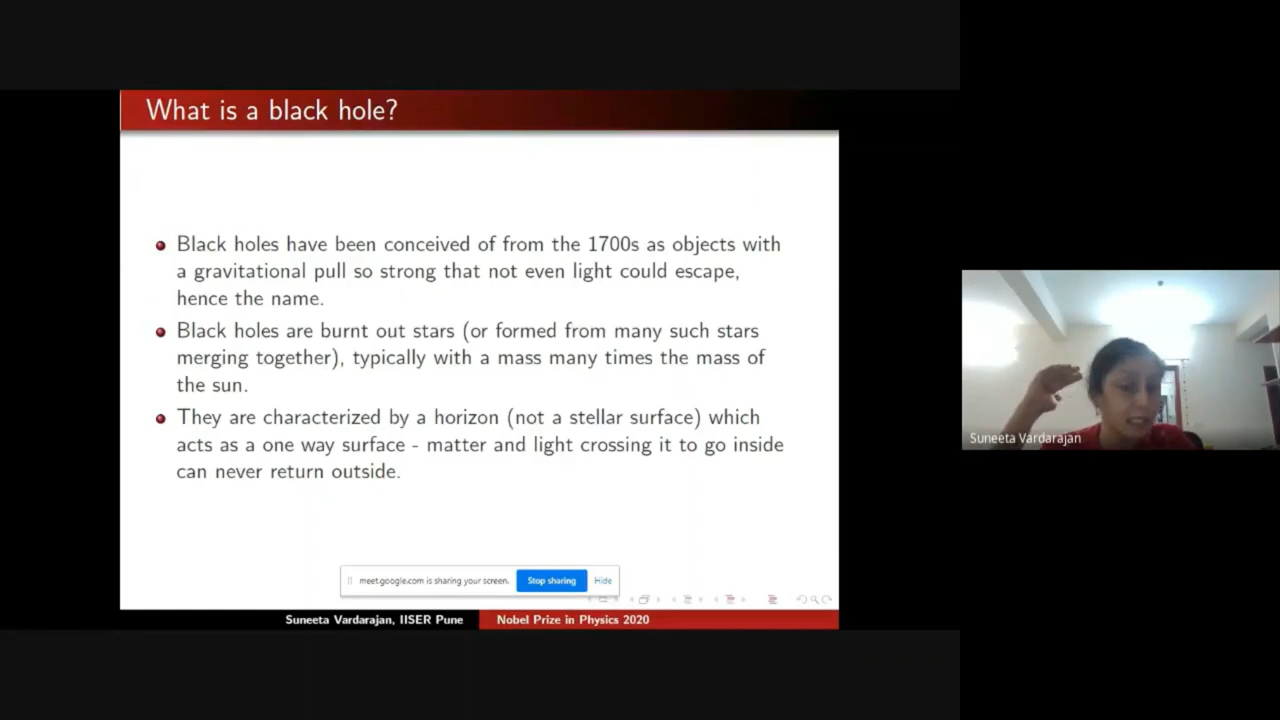 What is a black hole?
Black holes have been conceived of from the 1700s as objects with
a gravitational pull so strong that not even light could escape,
hence the name.
Black holes are burnt out stars (or formed from many such stars
merging together), typically with a mass many times the mass of
the sun.
They are characterized by a horizon (not a stellar surface) which
acts as a one way surface - matter and light crossing it to go inside
can never return outside.
meet.google.com is sharing your screen. Stop sharing Hide
Suneeta Vardarajan, IISER Pune Nobel Prize in Physics 2020
Suneeta Vardarajan